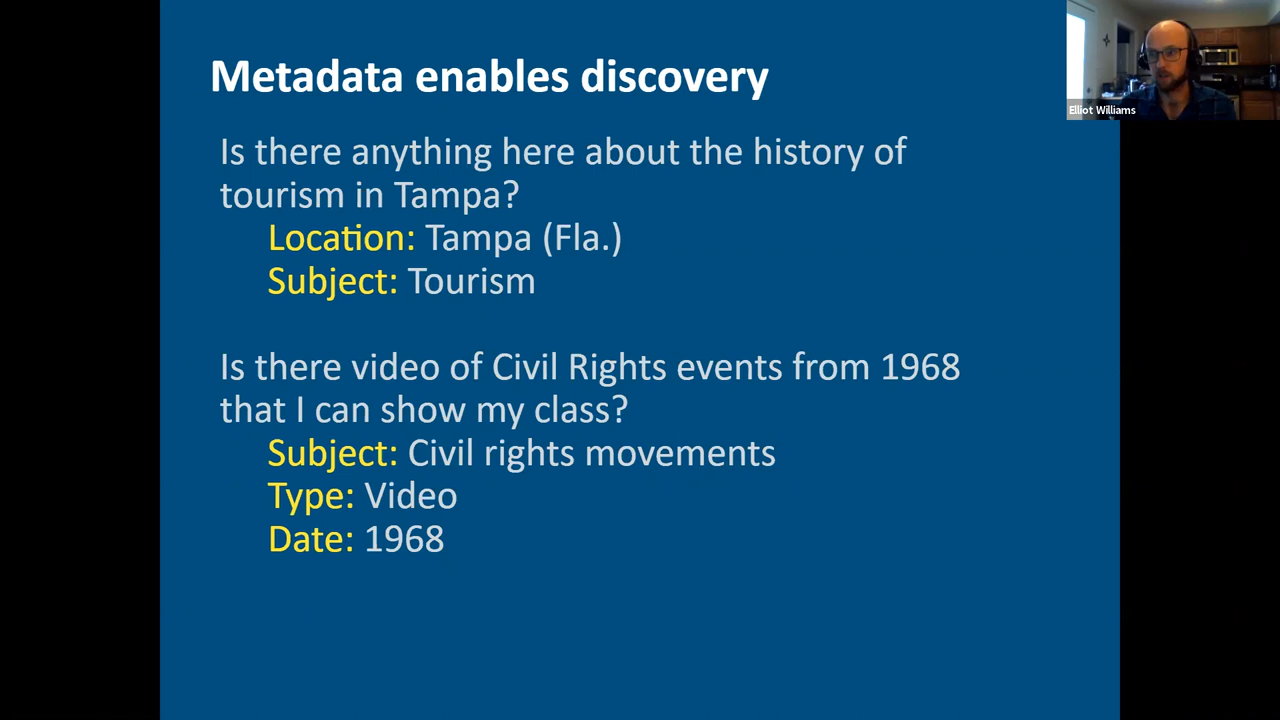 Metadata enables discovery
Is there anything here about the history of
tourism in Tampa?
Location: Tampa (Fla.)
Subject: Tourism
Is there video of Civil Rights events from 1968
that I can show my class?
Subject: Civil rights movements
Type: Video
Date: 1968
Elliot Williams